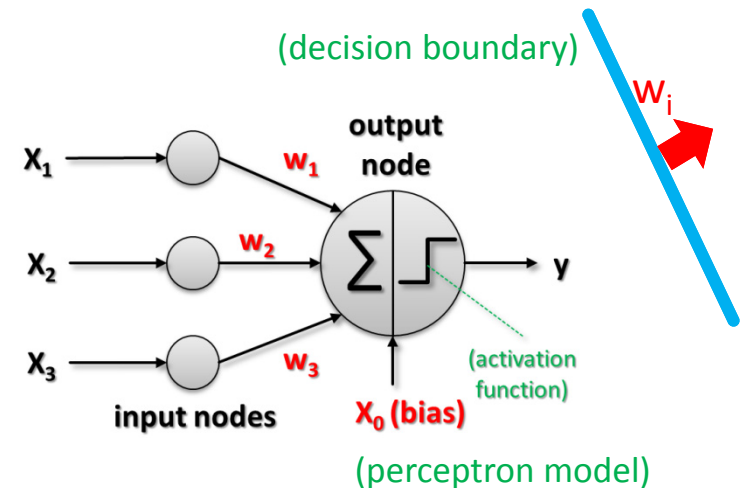 (decision boundary)
wᵢ
output
node
X₁
w₁
X₂
w₂
Σ
y
X₃
w₃
(activation
function)
input nodes
X₀ (bias)
(perceptron model)